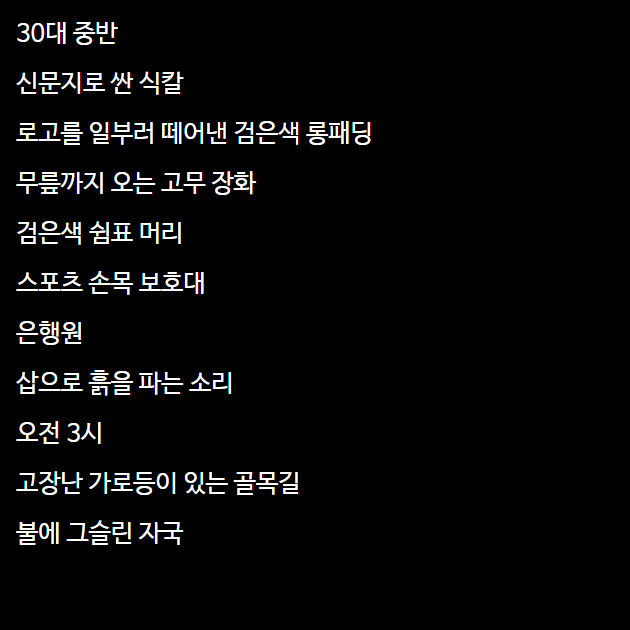 30대 중반
신문지로 싼 식칼
로고를 일부러 떼어낸 검은색 롱패딩
무릎까지 오는 고무 장화
검은색 쉼표 머리
스포츠 손목 보호대
은행원
삽으로 흙을 파는 소리
오전 3시
고장난 가로등이 있는 골목길
불에 그슬린 자국